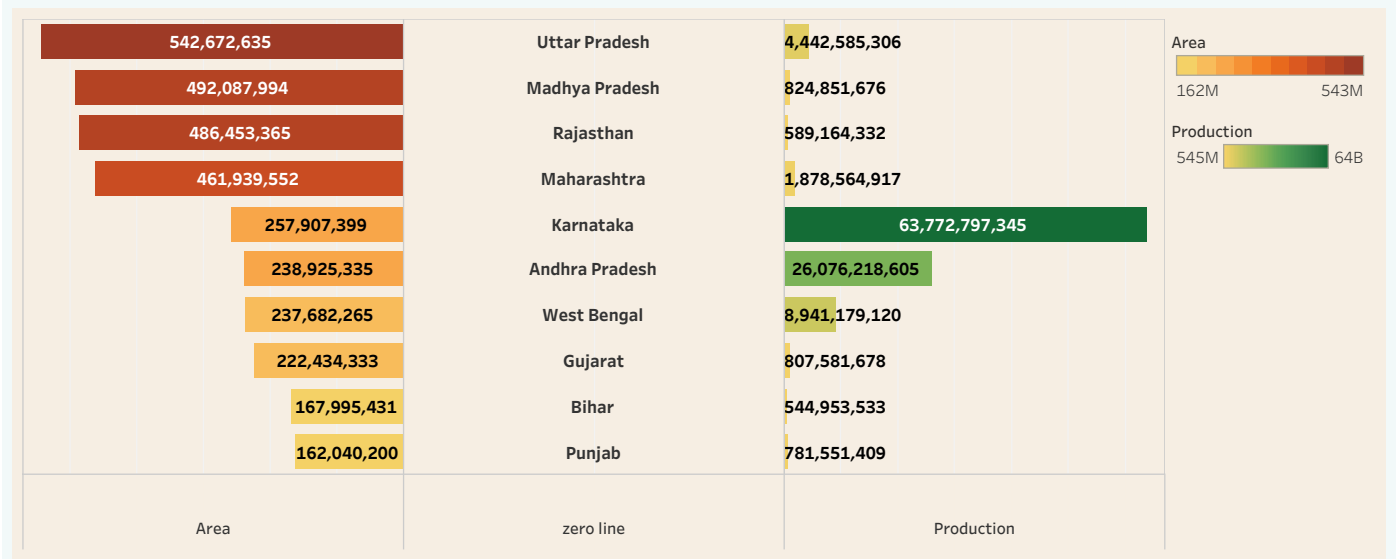 542,672,635 Uttar Pradesh 4,442,585,306
492,087,994 Madhya Pradesh 824,851,676
486,453,365 Rajasthan 589,164,332
461,939,552 Maharashtra 1,878,564,917
257,907,399 Karnataka 63,772,797,345
238,925,335 Andhra Pradesh 26,076,218,605
237,682,265 West Bengal 8,941,179,120
222,434,333 Gujarat 807,581,678
167,995,431 Bihar 544,953,533
162,040,200 Punjab 781,551,409
Area zero line Production
Area
162M 543M
Production
545M 64B